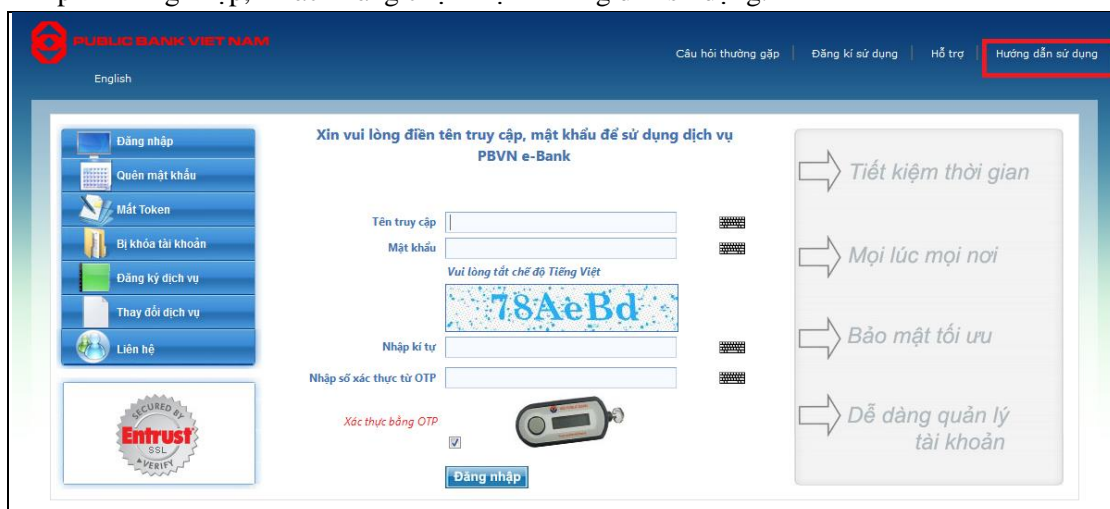 PUBLIC BANK VIET NAM
Câu hỏi thường gặp
Đăng kí sử dụng
Hỗ trợ
Hướng dẫn sử dụng
English
Đăng nhập
Quên mật khẩu
Mất Token
Bị khóa tài khoản
Đăng ký dịch vụ
Thay đổi dịch vụ
Liên hệ
SECURED BY
Entrust
SSL
VERIFY
Xin vui lòng điền tên truy cập, mật khẩu để sử dụng dịch vụ
PBVN e-Bank
Tên truy cập
Mật khẩu
Vui lòng tắt chế độ Tiếng Việt
78AeBd
Nhập kí tự
Nhập số xác thực từ OTP
Xác thực bằng OTP
Đăng nhập
Tiết kiệm thời gian
Mọi lúc mọi nơi
Bảo mật tối ưu
Dễ dàng quản lý
tài khoản